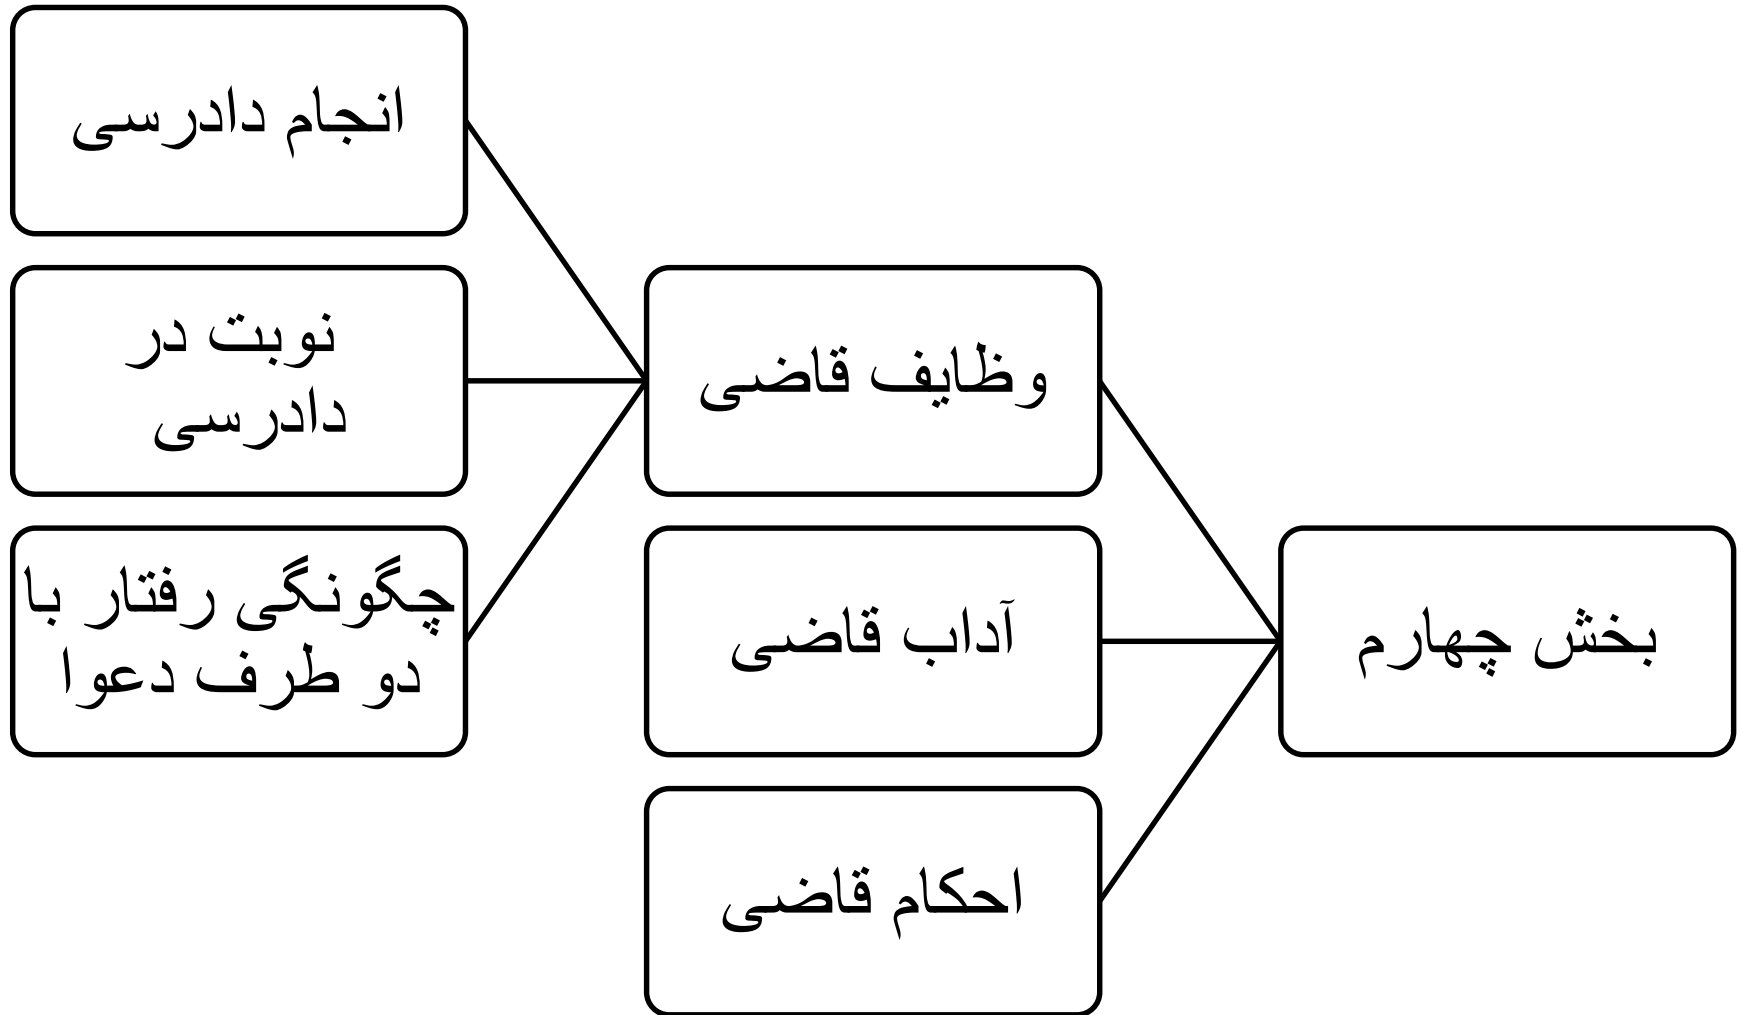 بخش چهارم
وظایف قاضی
آداب قاضی
احکام قاضی
انجام دادرسی
نوبت در
دادرسی
چگونگی رفتار با
دو طرف دعوا